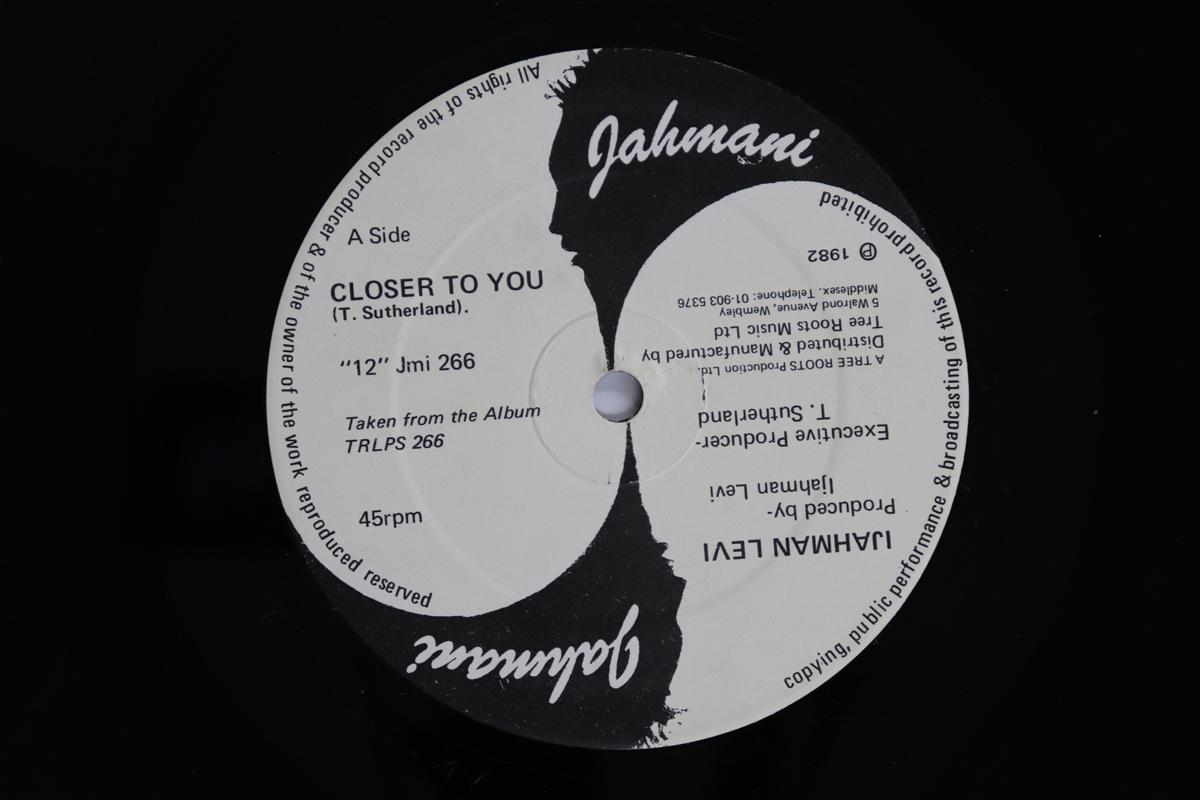 Jahmani
A Side
CLOSER TO YOU
(T. Sutherland).
"12" Jmi 266
Taken from the Album
TRLPS 266
45rpm
All rights of the record producer & of the owner of the work reproduced reserved
Jahmani
IJAHMAN LEVI
Produced by-
Ijahman Levi
Executive Producer-
T. Sutherland
A TREE ROOTS Production Ltd.
Distributed & Manufactured by
Tree Roots Music Ltd
5 Walrond Avenue, Wembley
Middlesex. Telephone: 01-903 5376
℗ 1982
copying, public performance & broadcasting of this record prohibited